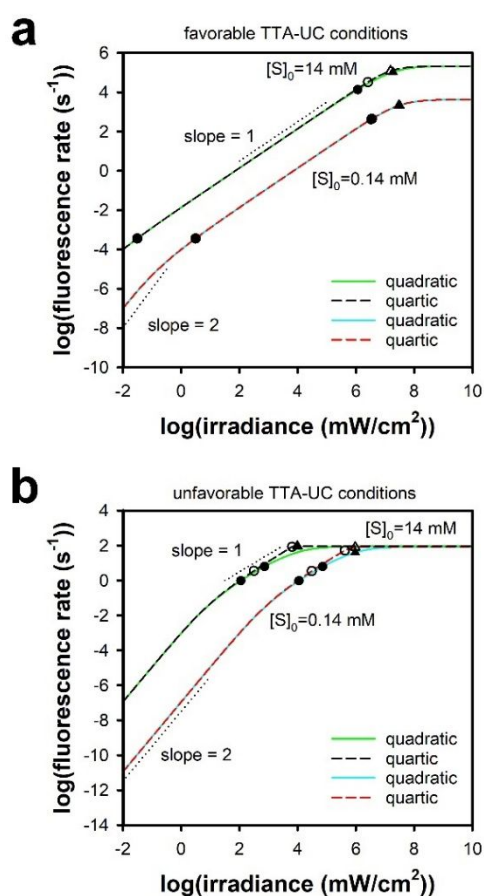 a
favorable TTA-UC conditions
6
4
2
0
-2
-4
-6
-8
-10
log(fluorescence rate (s⁻¹))
[S]₀=14 mM
slope = 1
[S]₀=0.14 mM
slope = 2
quadratic
quartic
quadratic
quartic
-2 0 2 4 6 8 10
log(irradiance (mW/cm²))
b
unfavorable TTA-UC conditions
4
2
0
-2
-4
-6
-8
-10
-12
-14
log(fluorescence rate (s⁻¹))
slope = 1
[S]₀=14 mM
[S]₀=0.14 mM
slope = 2
quadratic
quartic
quadratic
quartic
-2 0 2 4 6 8 10
log(irradiance (mW/cm²))